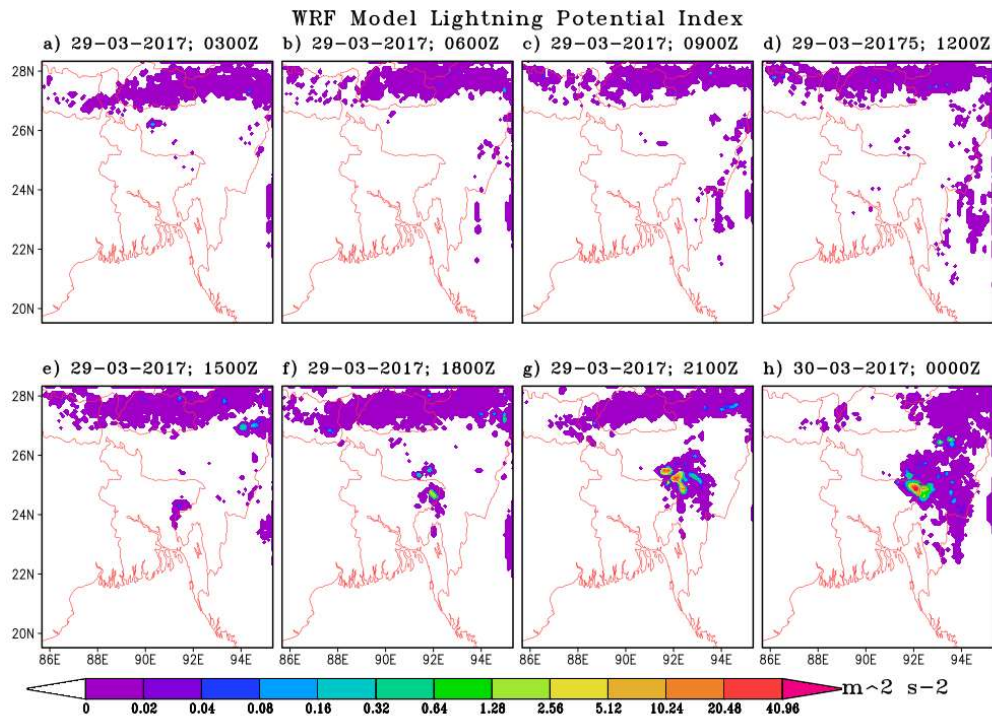 WRF Model Lightning Potential Index
a) 29-03-2017; 0300Z
b) 29-03-2017; 0600Z
c) 29-03-2017; 0900Z
d) 29-03-20175; 1200Z
28N
26N
24N
22N
20N
e) 29-03-2017; 1500Z
f) 29-03-2017; 1800Z
g) 29-03-2017; 2100Z
h) 30-03-2017; 0000Z
28N
26N
24N
22N
20N
86E 88E 90E 92E 94E
86E 88E 90E 92E 94E
86E 88E 90E 92E 94E
86E 88E 90E 92E 94E
m^2 s-2
0 0.02 0.04 0.08 0.16 0.32 0.64 1.28 2.56 5.12 10.24 20.48 40.96